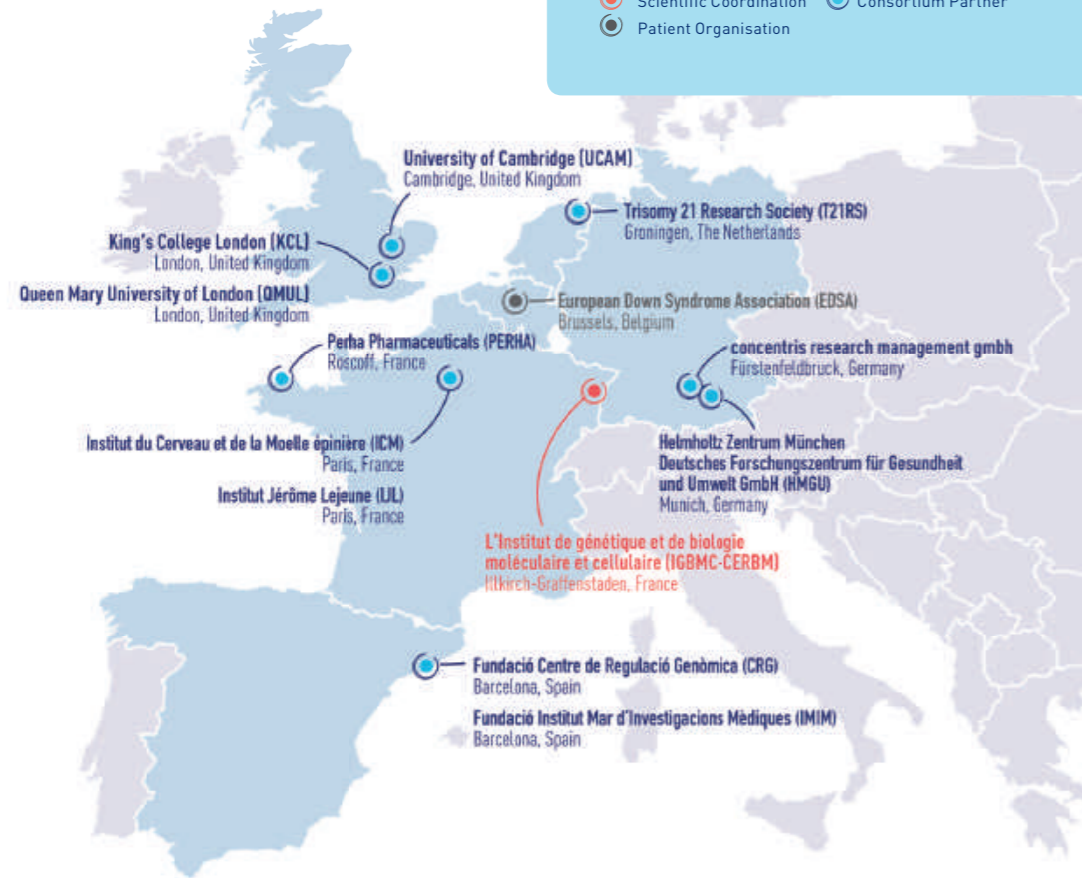 Scientific Coordination
Consortium Partner
Patient Organisation
University of Cambridge (UCAM)
Cambridge, United Kingdom
Trisomy 21 Research Society (T21RS)
Groningen, The Netherlands
King's College London (KCL)
London, United Kingdom
Queen Mary University of London (QMUL)
London, United Kingdom
European Down Syndrome Association (EDSA)
Brussels, Belgium
Perha Pharmaceuticals (PERHA)
Roscoff, France
concentris research management gmbh
Fürstenfeldbruck, Germany
Institut du Cerveau et de la Moelle épinière (ICM)
Paris, France
Institut Jérôme Lejeune (IJL)
Paris, France
Helmholtz Zentrum München
Deutsches Forschungszentrum für Gesundheit
und Umwelt GmbH (HMGU)
Munich, Germany
L'Institut de génétique et de biologie
moléculaire et cellulaire (IGBMC-CERBM)
Illkirch-Graffenstaden, France
Fundació Centre de Regulació Genòmica (CRG)
Barcelona, Spain
Fundació Institut Mar d'Investigacions Mèdiques (IMIM)
Barcelona, Spain